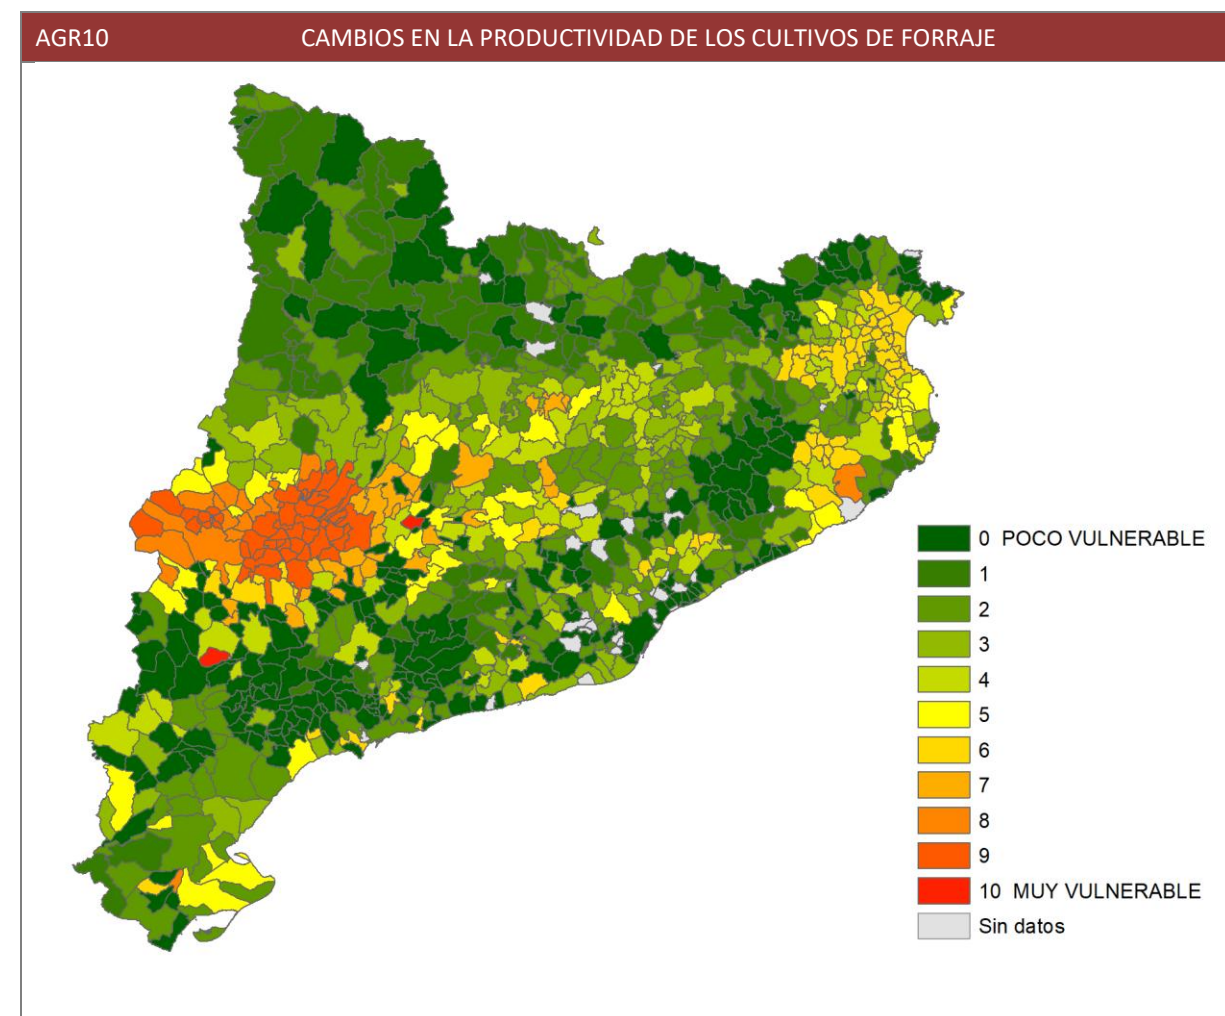 AGR10 CAMBIOS EN LA PRODUCTIVIDAD DE LOS CULTIVOS DE FORRAJE
0 POCO VULNERABLE
1
2
3
4
5
6
7
8
9
10 MUY VULNERABLE
Sin datos